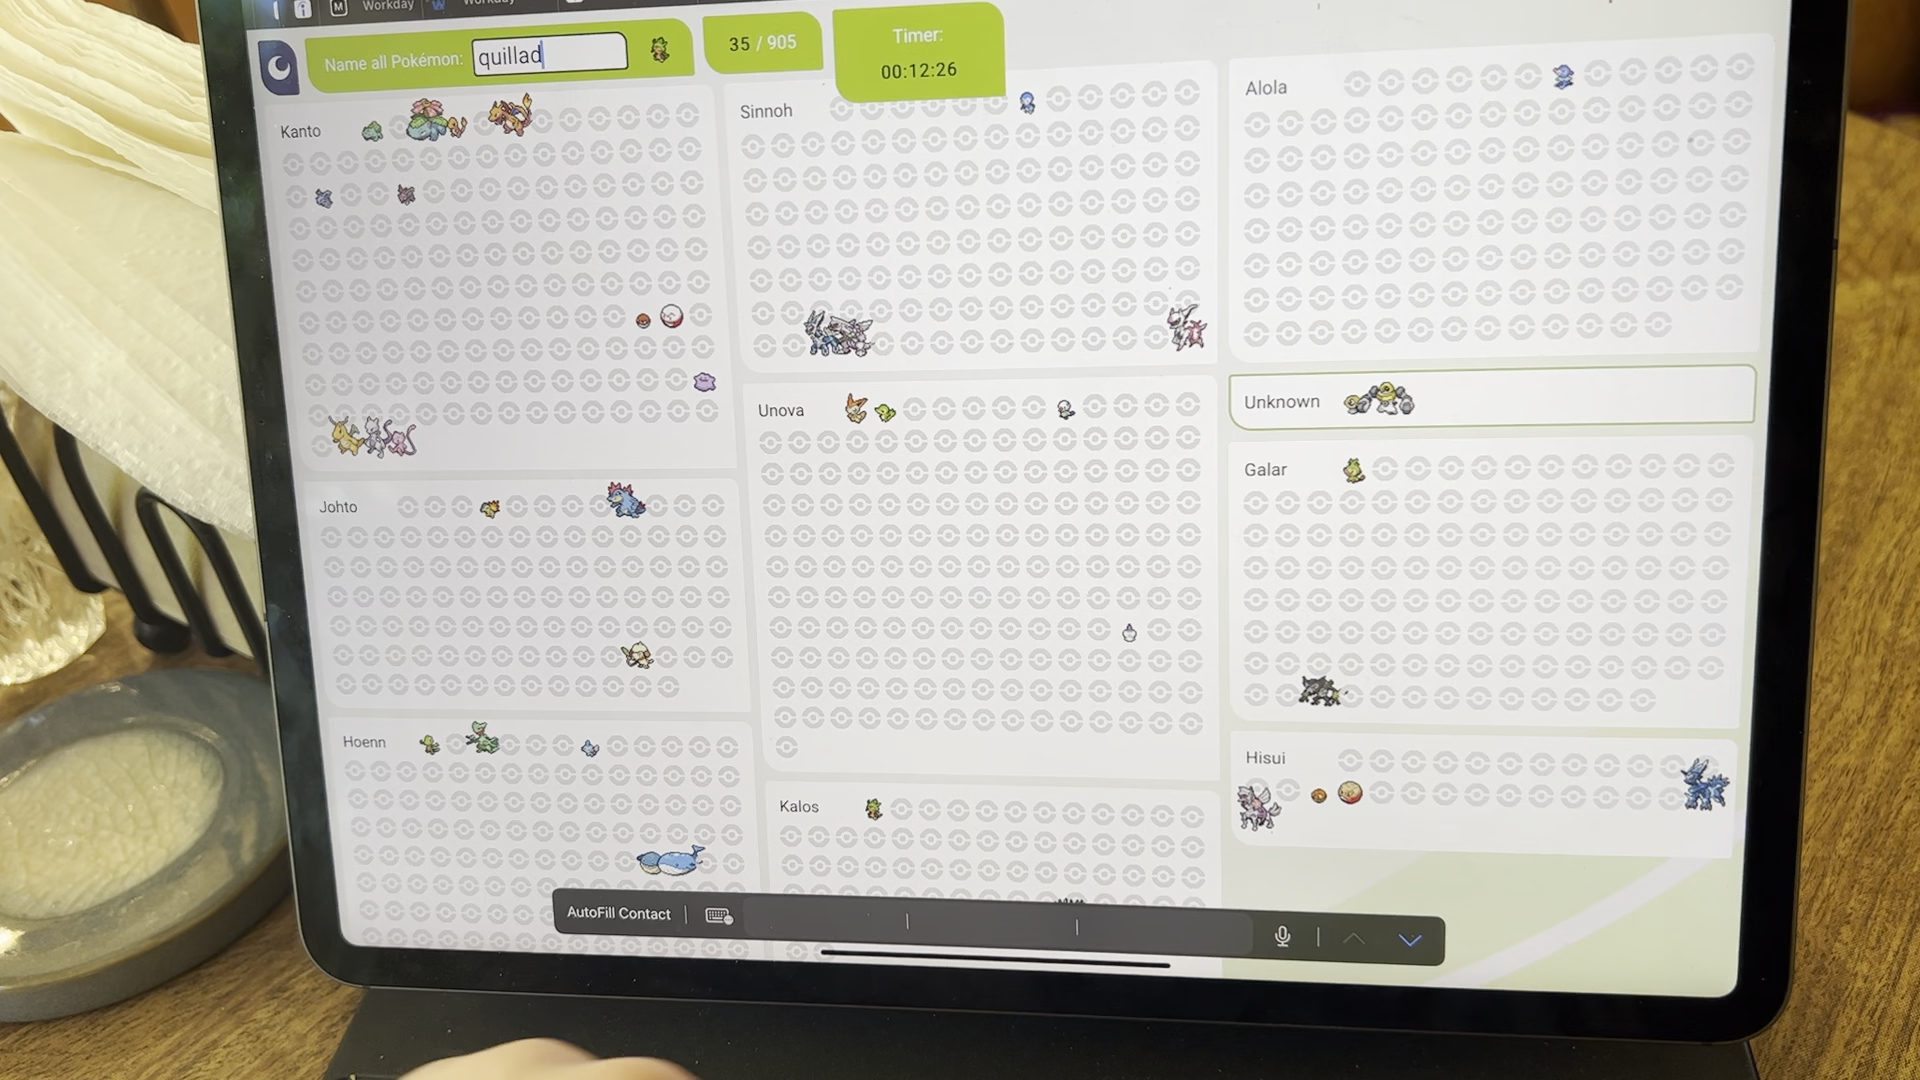 Workday
Workday
Name all Pokémon: quillad
35 / 905
Timer:
00:12:26
Kanto
Sinnoh
Alola
Unova
Unknown
Galar
Johto
Hoenn
Hisui
Kalos
AutoFill Contact